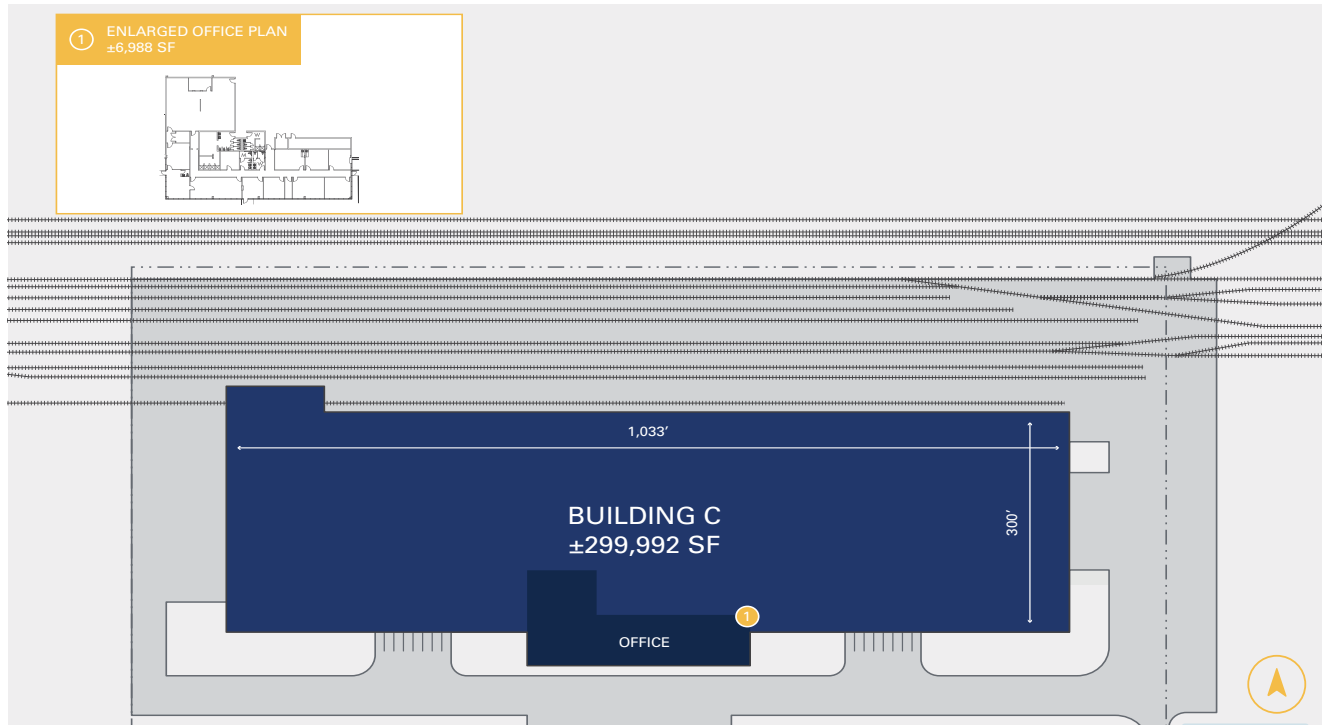 1
ENLARGED OFFICE PLAN
±6,988 SF
1,033’
300’
BUILDING C
±299,992 SF
1
OFFICE